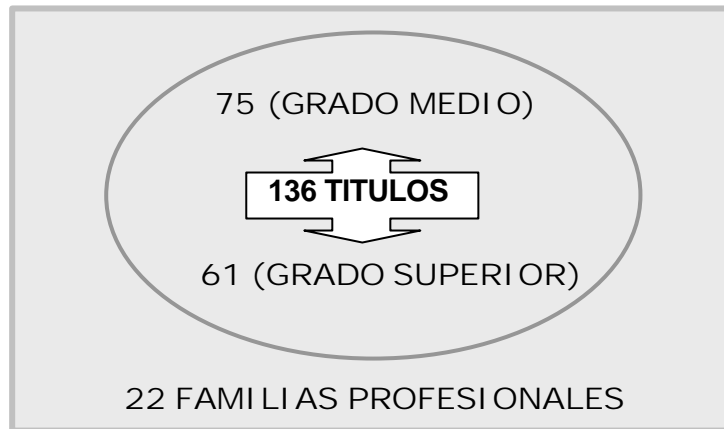 75 (GRADO MEDIO)
136 TITULOS
61 (GRADO SUPERIOR)
22 FAMILIAS PROFESIONALES